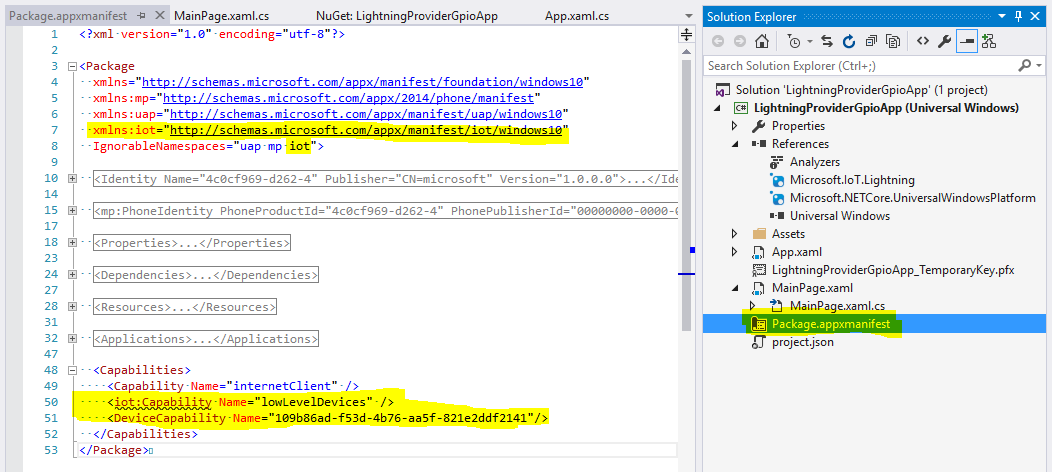 Package.appxmanifest
MainPage.xaml.cs
NuGet: LightningProviderGpioApp
App.xaml.cs
1 <?xml version="1.0" encoding="utf-8"?>
2
3 <Package
4 xmlns="http://schemas.microsoft.com/appx/manifest/foundation/windows10"
5 xmlns:mp="http://schemas.microsoft.com/appx/2014/phone/manifest"
6 xmlns:uap="http://schemas.microsoft.com/appx/manifest/uap/windows10"
7 xmlns:iot="http://schemas.microsoft.com/appx/manifest/iot/windows10"
8 IgnorableNamespaces="uap mp iot">
9
10 <Identity Name="4c0cf969-d262-4" Publisher="CN=microsoft" Version="1.0.0.0">...</Ide
14
15 <mp:PhoneIdentity PhoneProductId="4c0cf969-d262-4" PhonePublisherId="00000000-0000-0
17
18 <Properties>...</Properties>
23
24 <Dependencies>...</Dependencies>
27
28 <Resources>...</Resources>
31
32 <Applications>...</Applications>
47
48 <Capabilities>
49 <Capability Name="internetClient" />
50 <iot:Capability Name="lowLevelDevices" />
51 <DeviceCapability Name="109b86ad-f53d-4b76-aa5f-821e2ddf2141"/>
52 </Capabilities>
53 </Package>
Solution Explorer
Search Solution Explorer (Ctrl+;)
Solution 'LightningProviderGpioApp' (1 project)
C# LightningProviderGpioApp (Universal Windows)
Properties
References
Analyzers
Microsoft.IoT.Lightning
Microsoft.NETCore.UniversalWindowsPlatform
Universal Windows
Assets
App.xaml
LightningProviderGpioApp_TemporaryKey.pfx
MainPage.xaml
MainPage.xaml.cs
Package.appxmanifest
project.json